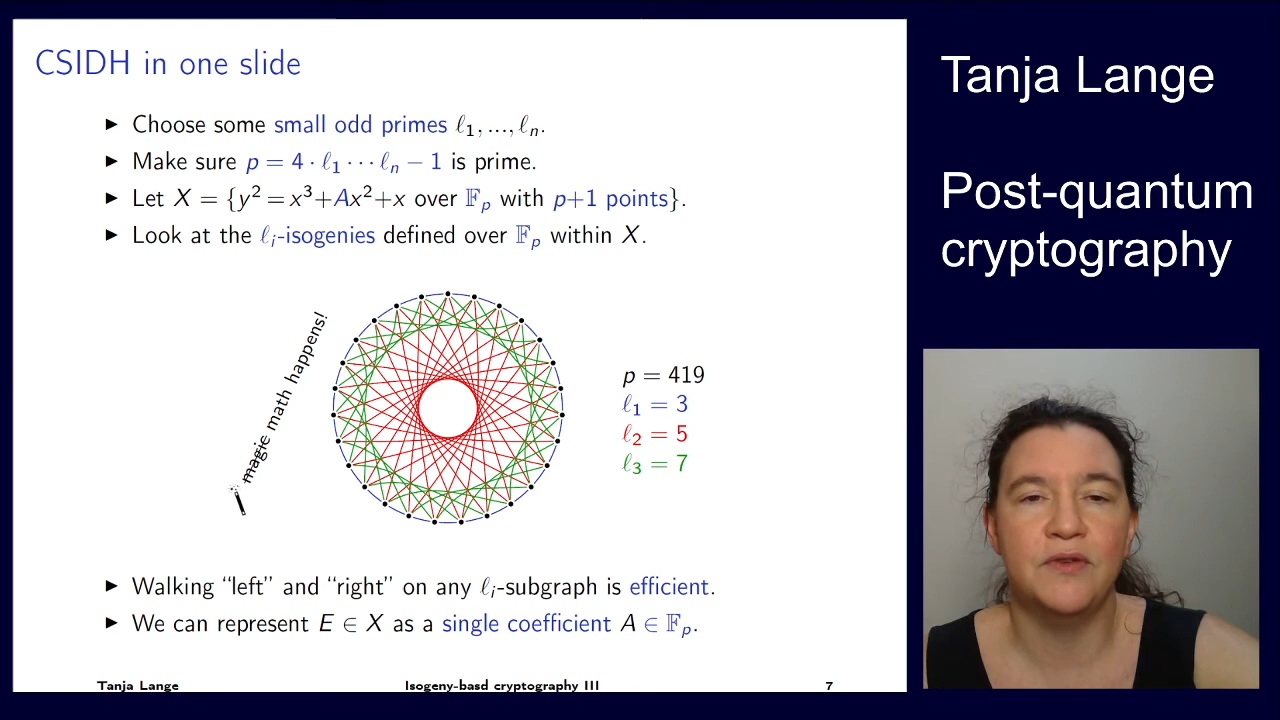 CSIDH in one slide
► Choose some small odd primes ℓ₁, ..., ℓₙ.
► Make sure p = 4 · ℓ₁ ··· ℓₙ − 1 is prime.
► Let X = {y² = x³+Ax²+x over 𝔽ₚ with p+1 points}.
► Look at the ℓᵢ-isogenies defined over 𝔽ₚ within X.
magic math happens!
p = 419
ℓ₁ = 3
ℓ₂ = 5
ℓ₃ = 7
► Walking “left” and “right” on any ℓᵢ-subgraph is efficient.
► We can represent E ∈ X as a single coefficient A ∈ 𝔽ₚ.
Tanja Lange Isogeny-basd cryptography III 7
Tanja Lange
Post-quantum
cryptography